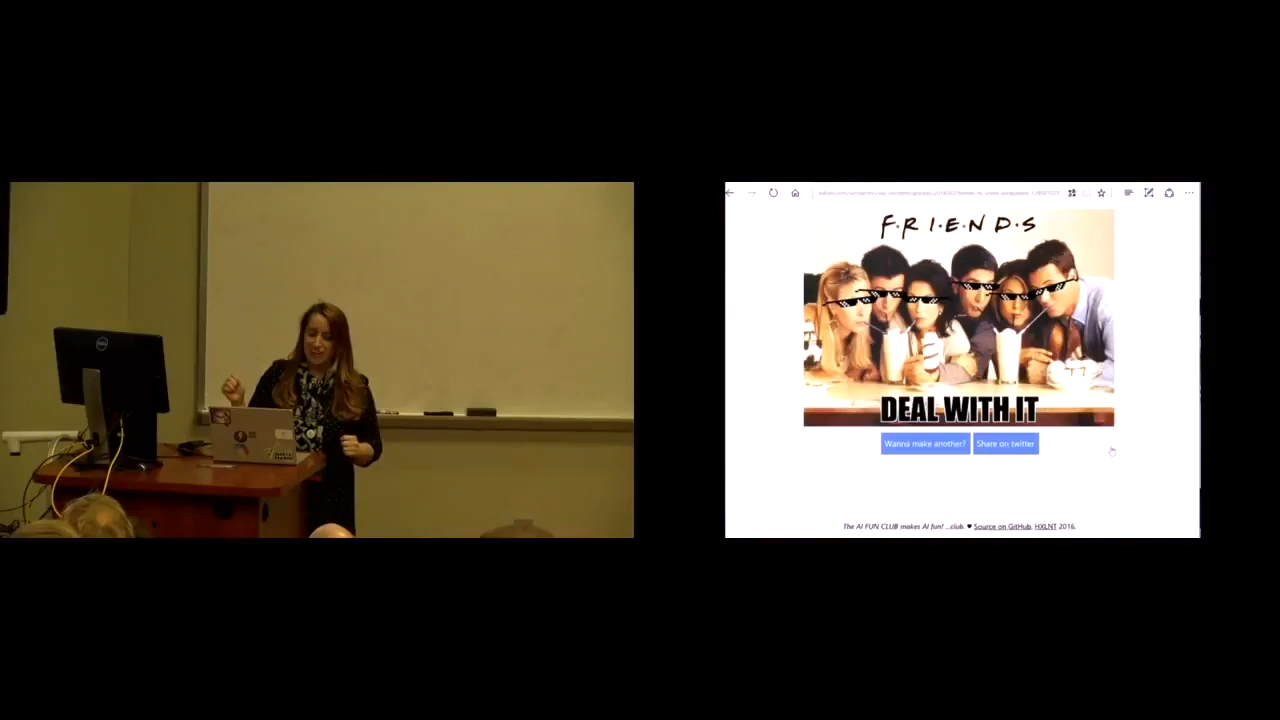 DELL
F·R·I·E·N·D·S
DEAL WITH IT
Wanna make another? Share on twitter
The AI FUN CLUB makes AI fun! ...club. ♥ Source on GitHub. HXLNT 2016.